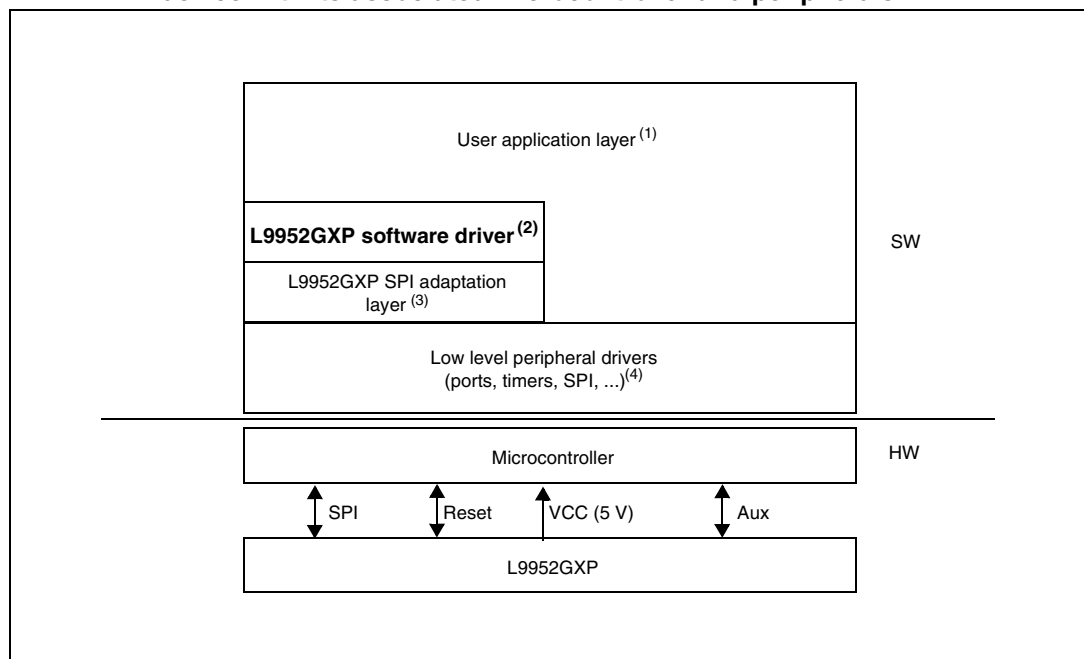 User application layer (1)
L9952GXP software driver (2)
SW
L9952GXP SPI adaptation
layer (3)
Low level peripheral drivers
(ports, timers, SPI, ...)(4)
Microcontroller
HW
SPI
Reset
VCC (5 V)
Aux
L9952GXP